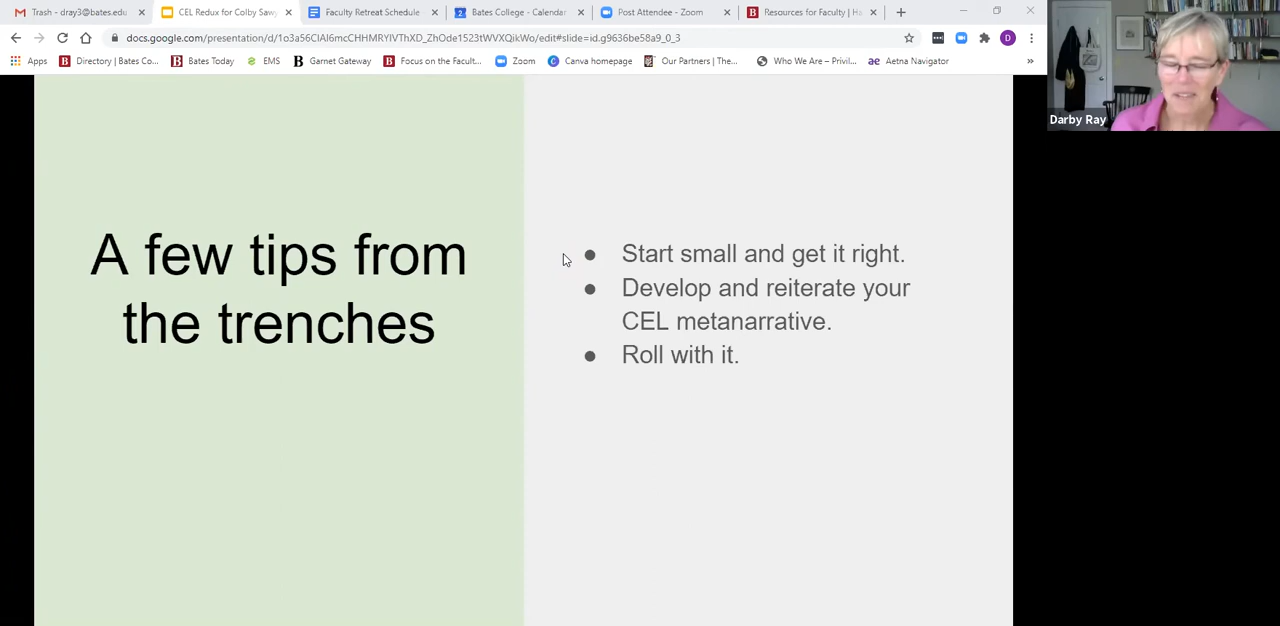 Trash - dray3@bates.edu
CEL Redux for Colby Saw
Faculty Retreat Schedule
Bates College - Calendar
Post Attendee - Zoom
Resources for Faculty | Ha
docs.google.com/presentation/d/1o3a56ClAl6mcCHHMRYIVThXD_ZhOde1523tWVXQikWo/edit#slide=id.g9636be58a9_0_3
D
Apps
Directory | Bates Co...
Bates Today
EMS
Garnet Gateway
Focus on the Facult...
Zoom
Canva homepage
Our Partners | The...
Who We Are – Privil...
Aetna Navigator
Darby Ray
A few tips from
the trenches
● Start small and get it right.
● Develop and reiterate your
CEL metanarrative.
● Roll with it.